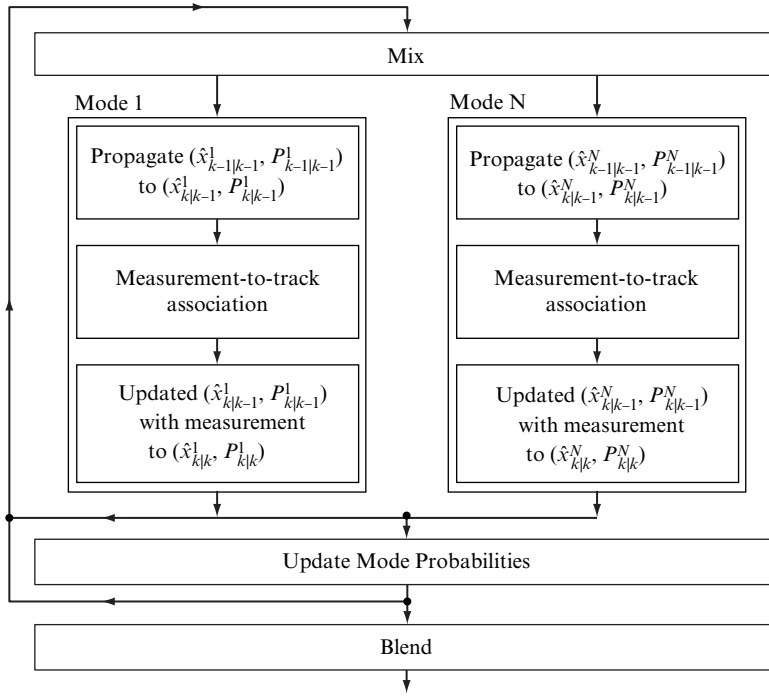 Mix
Mode 1
Propagate (x̂¹ₖ₋₁|ₖ₋₁, P¹ₖ₋₁|ₖ₋₁)
to (x̂¹ₖ|ₖ₋₁, P¹ₖ|ₖ₋₁)
Measurement-to-track
association
Updated (x̂¹ₖ|ₖ₋₁, P¹ₖ|ₖ₋₁)
with measurement
to (x̂¹ₖ|ₖ, P¹ₖ|ₖ)
Mode N
Propagate (x̂ᴺₖ₋₁|ₖ₋₁, Pᴺₖ₋₁|ₖ₋₁)
to (x̂ᴺₖ|ₖ₋₁, Pᴺₖ|ₖ₋₁)
Measurement-to-track
association
Updated (x̂ᴺₖ|ₖ₋₁, Pᴺₖ|ₖ₋₁)
with measurement
to (x̂ᴺₖ|ₖ, Pᴺₖ|ₖ)
Update Mode Probabilities
Blend